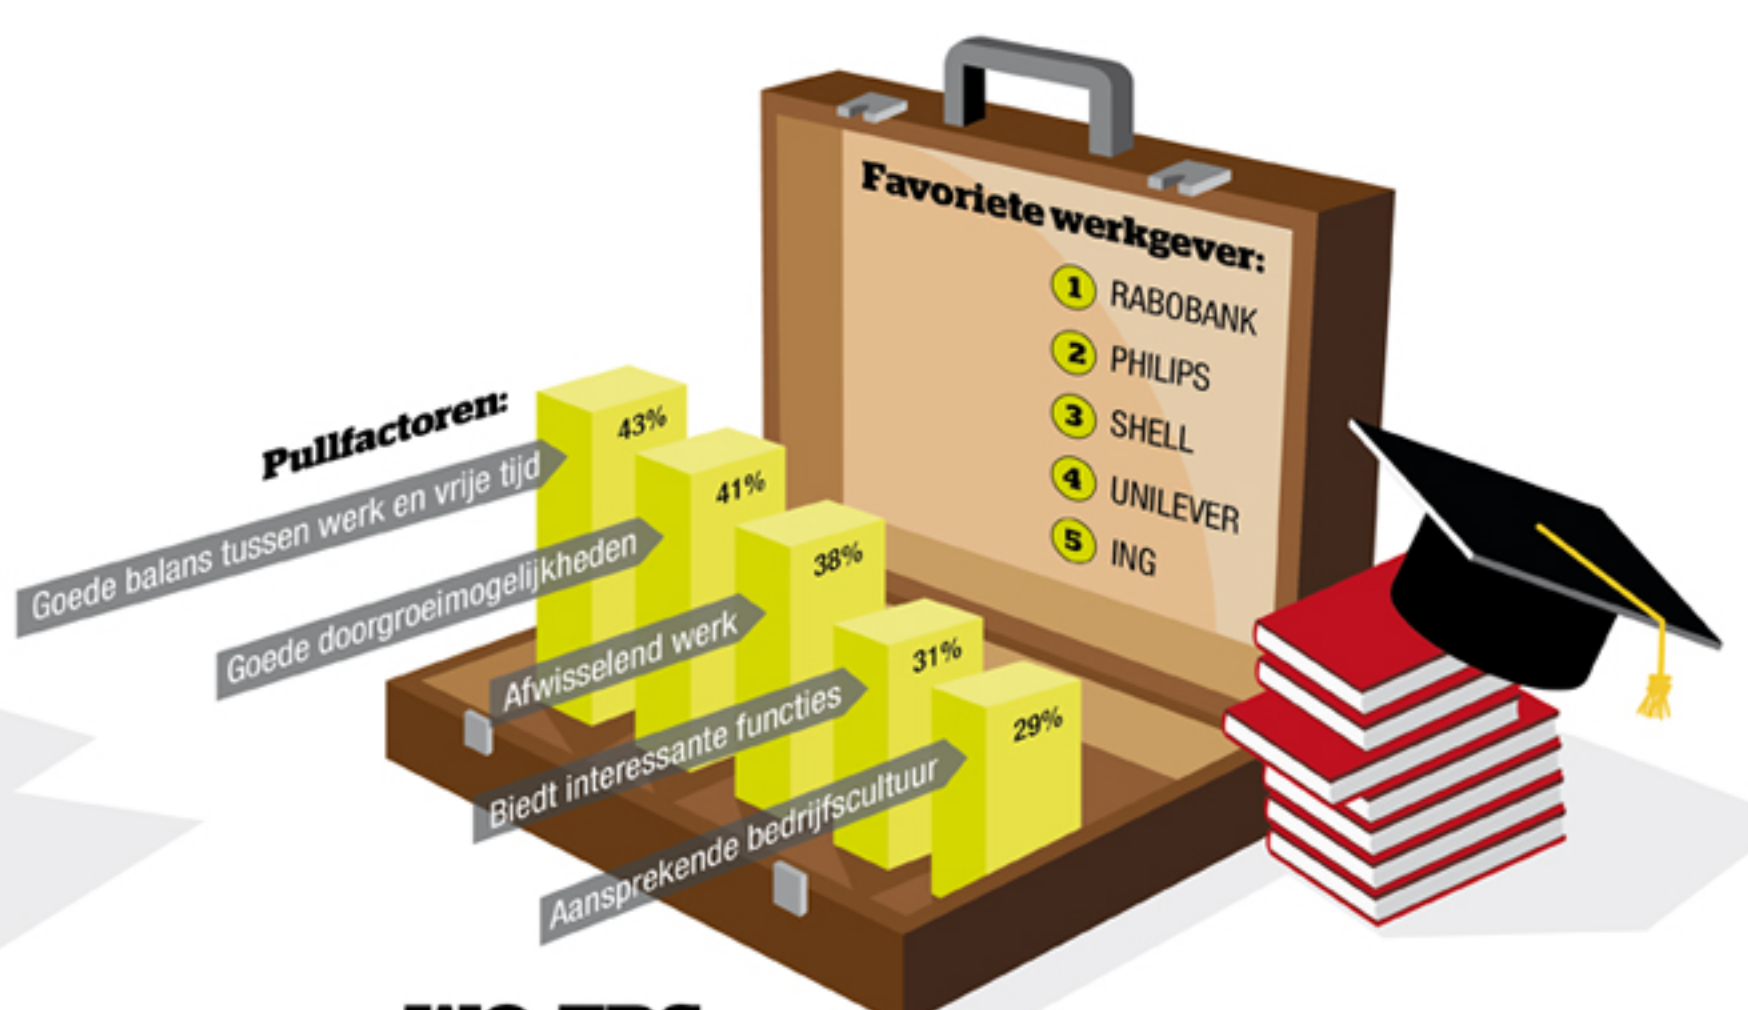 Favoriete werkgever:
1 RABOBANK
2 PHILIPS
3 SHELL
4 UNILEVER
5 ING
Pullfactoren:
Goede balans tussen werk en vrije tijd
43%
Goede doorgroeimogelijkheden
41%
Afwisselend werk
38%
Biedt interessante functies
31%
Aansprekende bedrijfscultuur
29%